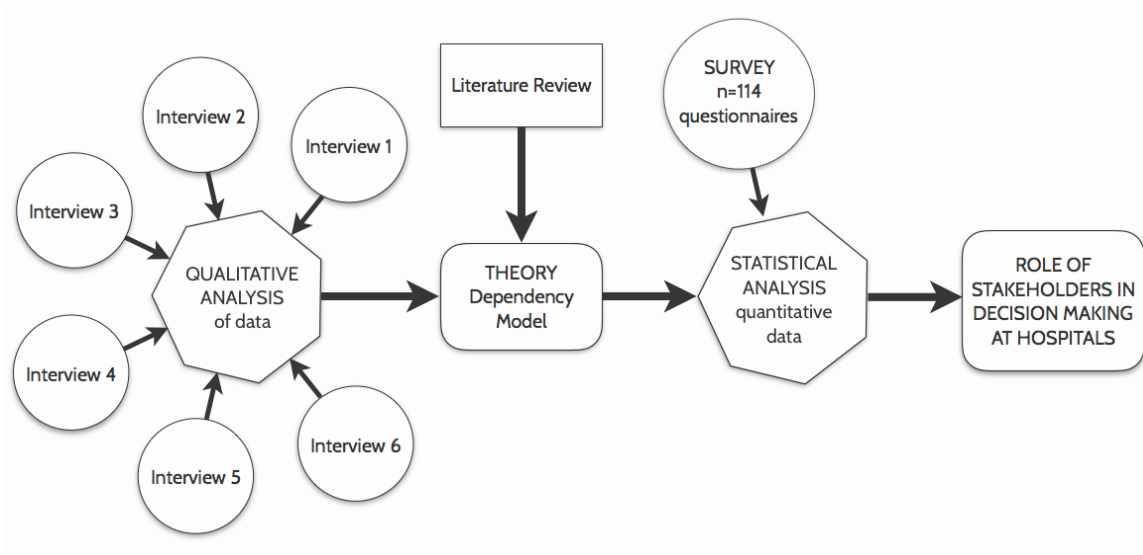 Interview 1
Interview 2
Interview 3
Interview 4
Interview 5
Interview 6
QUALITATIVE
ANALYSIS
of data
Literature Review
THEORY
Dependency
Model
SURVEY
n=114
questionnaires
STATISTICAL
ANALYSIS
quantitative
data
ROLE OF
STAKEHOLDERS IN
DECISION MAKING
AT HOSPITALS